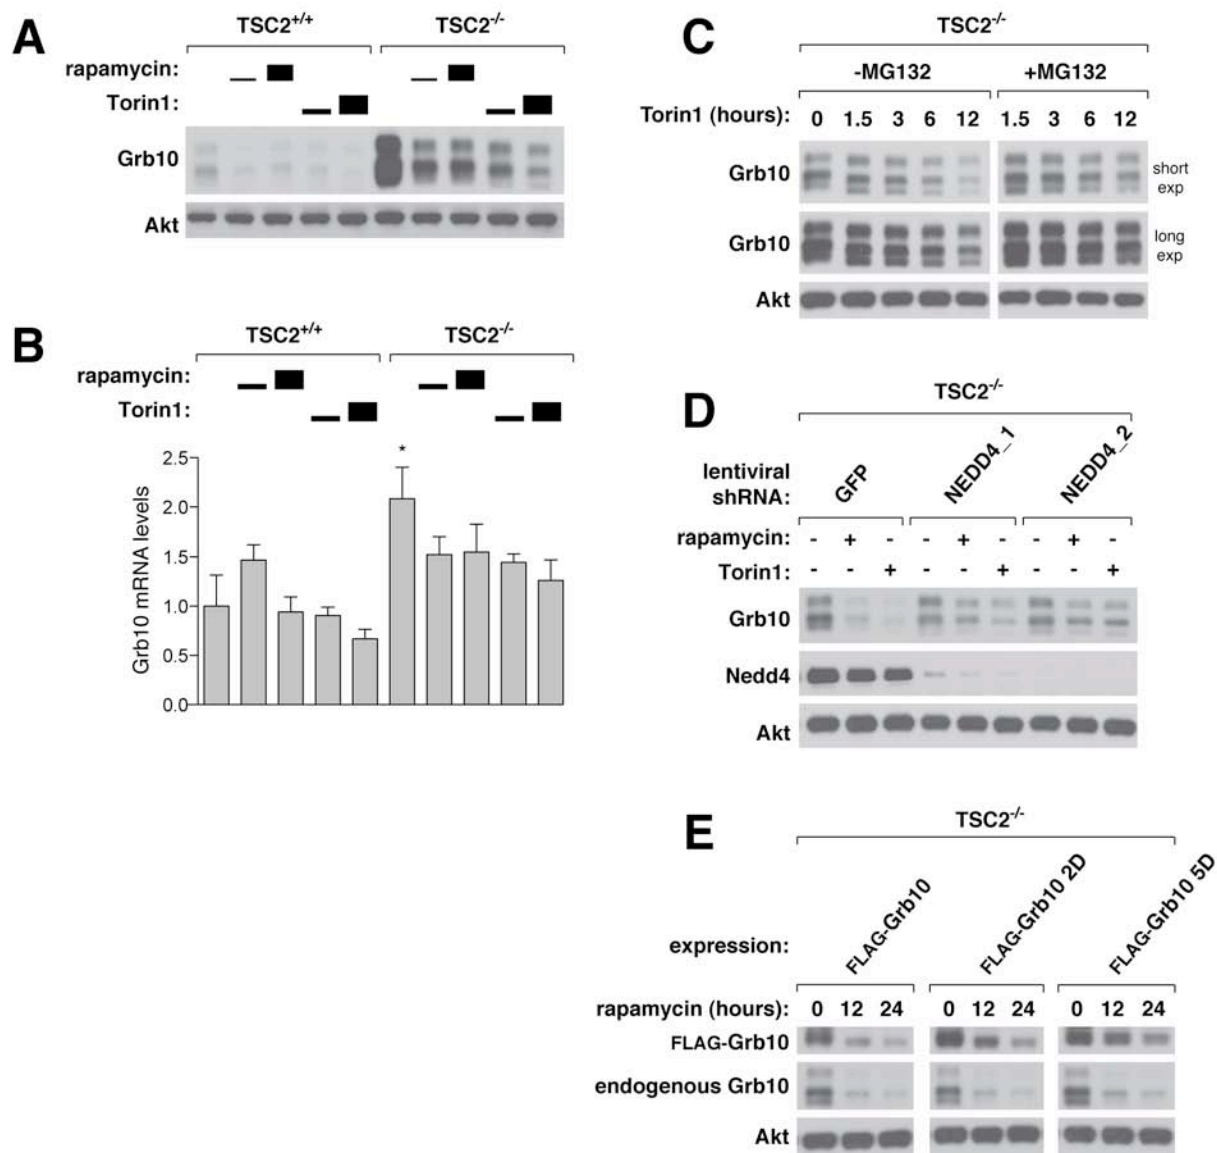 A
TSC2+/+ TSC2-/-
rapamycin:
Torin1:
Grb10
Akt
B
TSC2+/+ TSC2-/-
rapamycin:
Torin1:
*
Grb10 mRNA levels
2.5
2.0
1.5
1.0
0.5
0.0
C
TSC2-/-
-MG132 +MG132
Torin1 (hours): 0 1.5 3 6 12 1.5 3 6 12
Grb10 short exp
Grb10 long exp
Akt
D
TSC2-/-
lentiviral shRNA: GFP NEDD4_1 NEDD4_2
rapamycin: - + - - + - - + -
Torin1: - - + - - + - - +
Grb10
Nedd4
Akt
E
TSC2-/-
expression: FLAG-Grb10 FLAG-Grb10 2D FLAG-Grb10 5D
rapamycin (hours): 0 12 24 0 12 24 0 12 24
FLAG-Grb10
endogenous Grb10
Akt